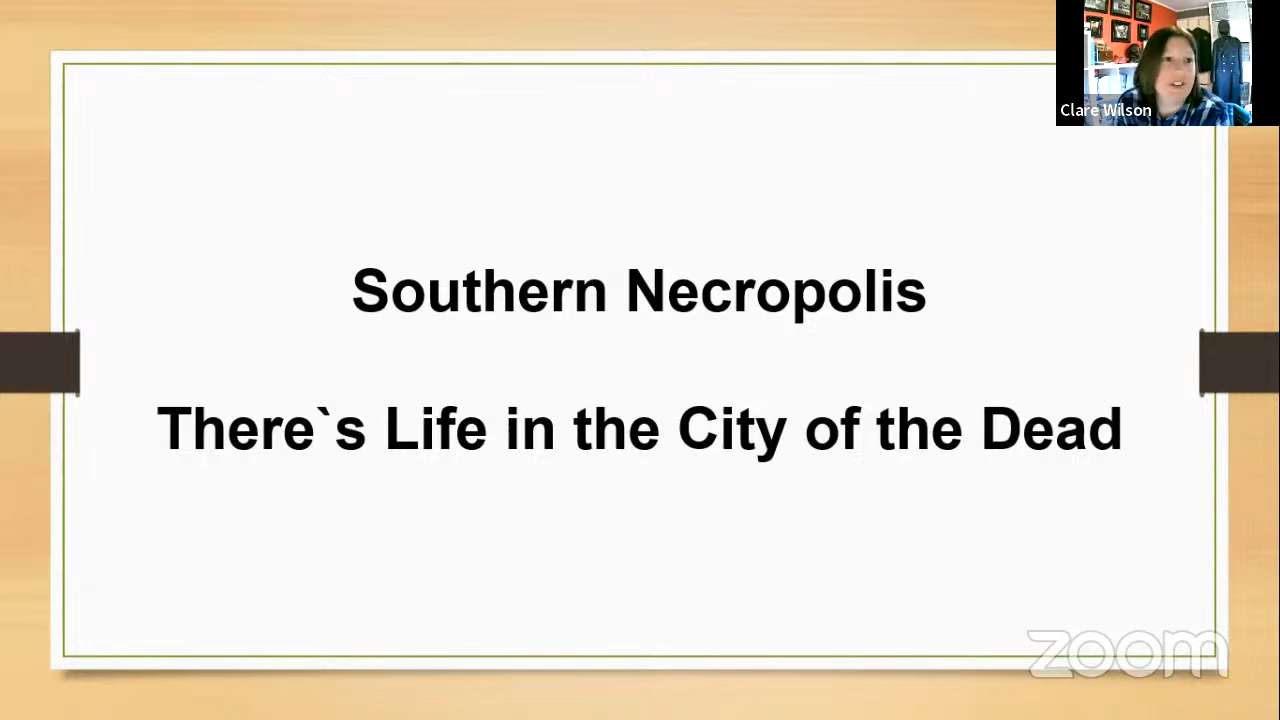 Clare Wilson
Southern Necropolis
There`s Life in the City of the Dead
zoom